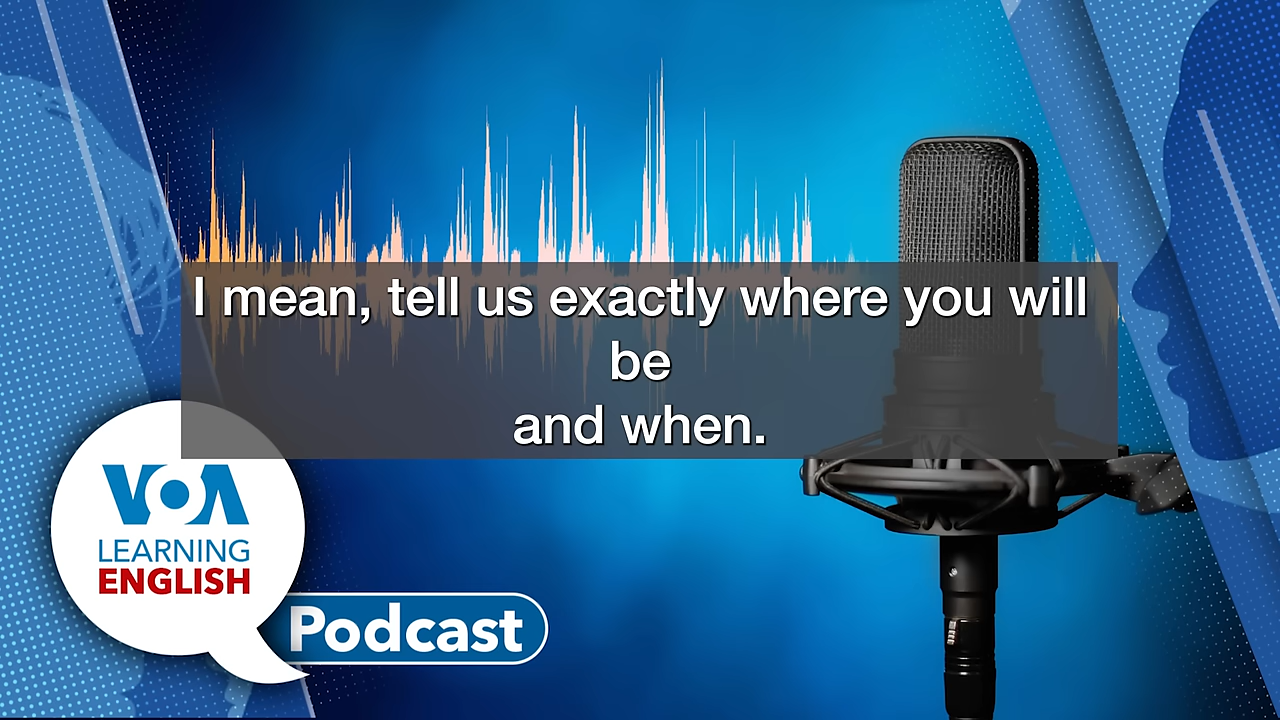 I mean, tell us exactly where you will
be
and when.
VOA
LEARNING
ENGLISH
Podcast